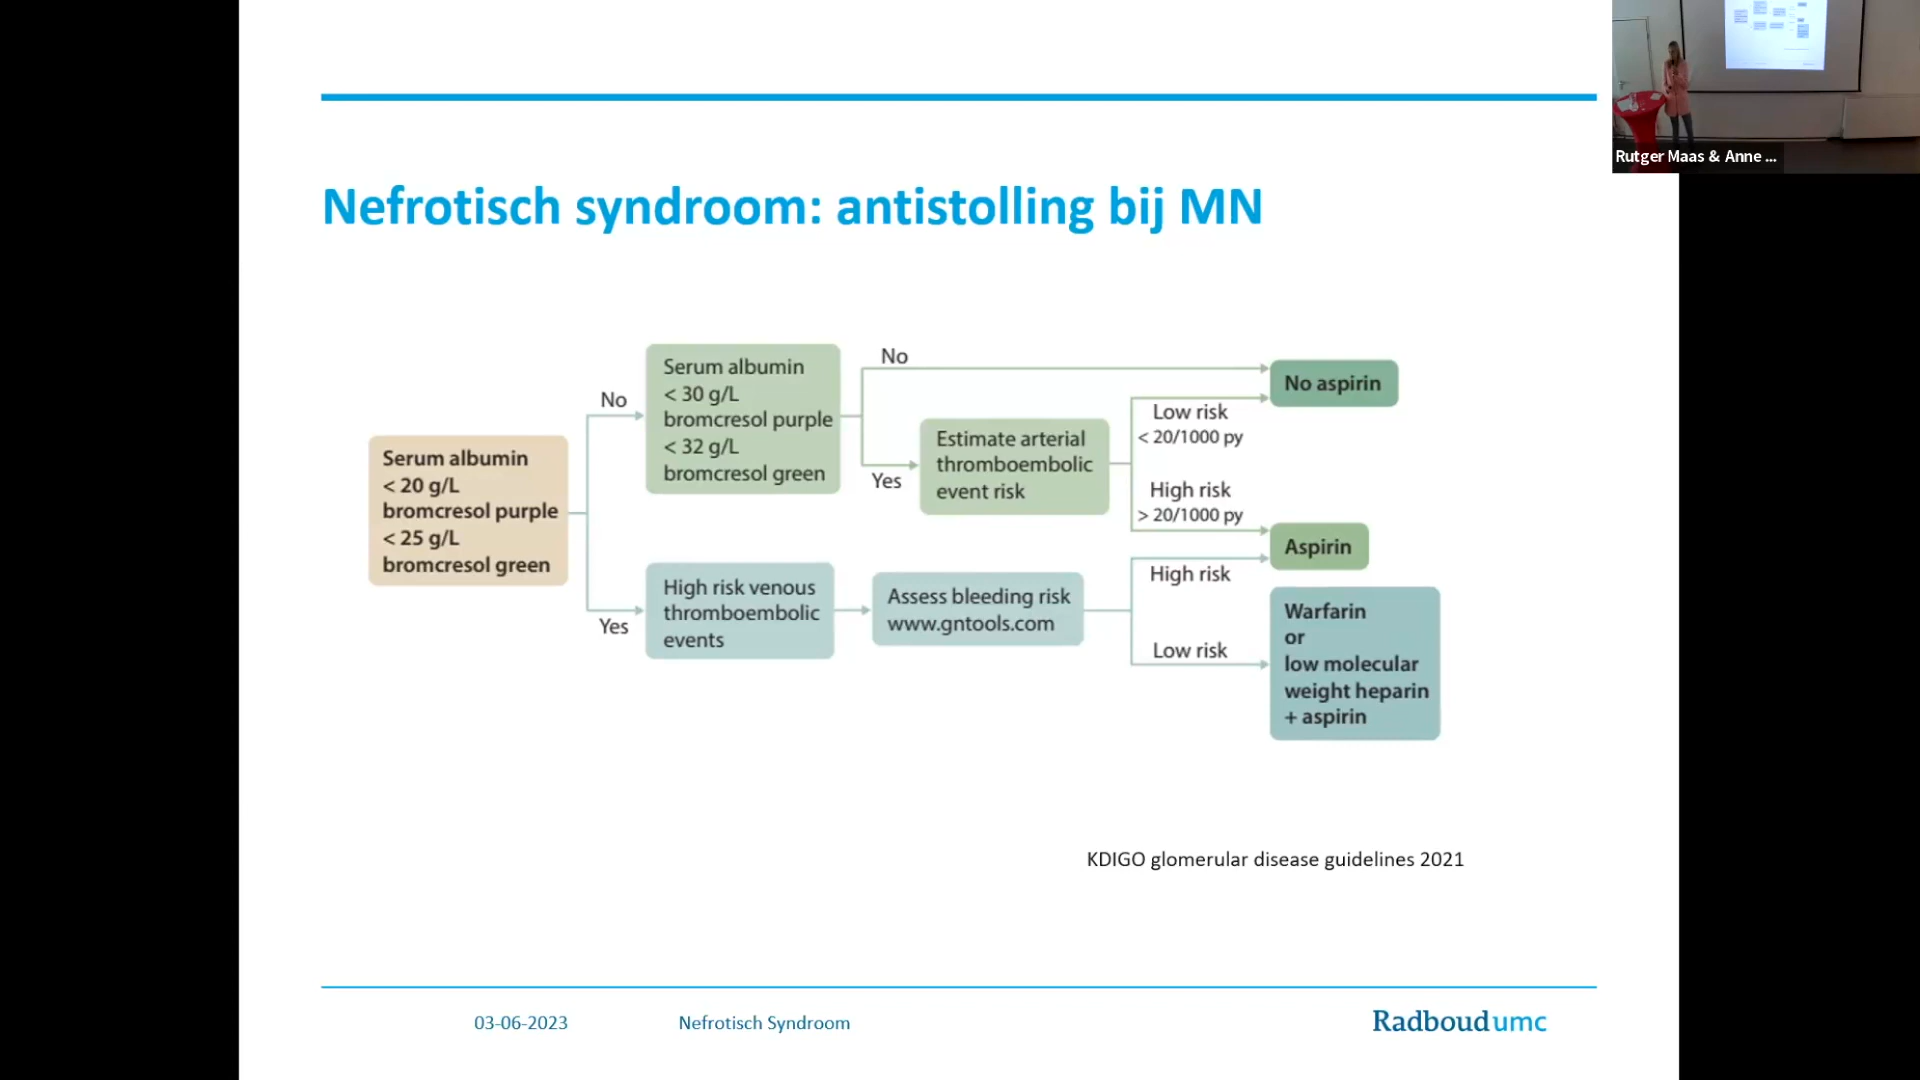 Rutger Maas & Anne ...
Nefrotisch syndroom: antistolling bij MN
Serum albumin
< 20 g/L
bromcresol purple
< 25 g/L
bromcresol green
No
Yes
Serum albumin
< 30 g/L
bromcresol purple
< 32 g/L
bromcresol green
No
Yes
Estimate arterial
thromboembolic
event risk
Low risk
< 20/1000 py
High risk
> 20/1000 py
No aspirin
Aspirin
High risk venous
thromboembolic
events
Assess bleeding risk
www.gntools.com
High risk
Low risk
Warfarin
or
low molecular
weight heparin
+ aspirin
KDIGO glomerular disease guidelines 2021
03-06-2023
Nefrotisch Syndroom
Radboudumc